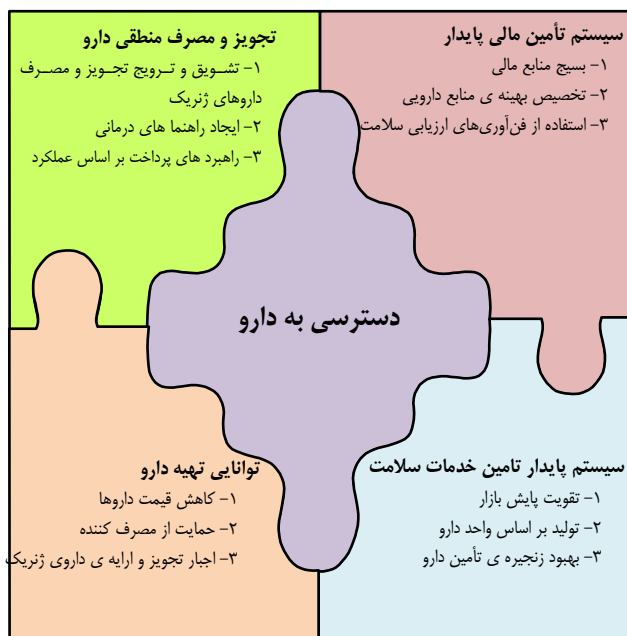 سیستم تأمین مالی پایدار
۱- بسیج منابع مالی
۲- تخصیص بهینه ی منابع دارویی
۳- استفاده از فن‌آوری‌های ارزیابی سلامت
تجویز و مصرف منطقی دارو
۱- تشـویق و تـرویج تجـویز و مصـرف
داروهای ژنریک
۲- ایجاد راهنما های درمانی
۳- راهبرد های پرداخت بر اساس عملکرد
دسترسی به دارو
سیستم پایدار تامین خدمات سلامت
۱- تقویت پایش بازار
۲- تولید بر اساس واحد دارو
۳- بهبود زنجیره ی تأمین دارو
توانایی تهیه دارو
۱- کاهش قیمت داروها
۲- حمایت از مصرف کننده
۳- اجبار تجویز و ارایه ی داروی ژنریک